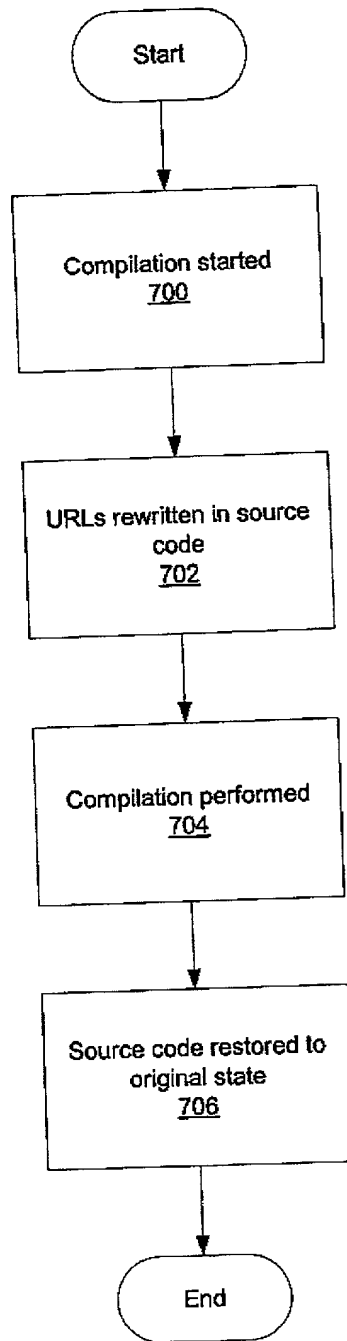 Start
Compilation started
700
URLs rewritten in source
code
702
Compilation performed
704
Source code restored to
original state
706
End